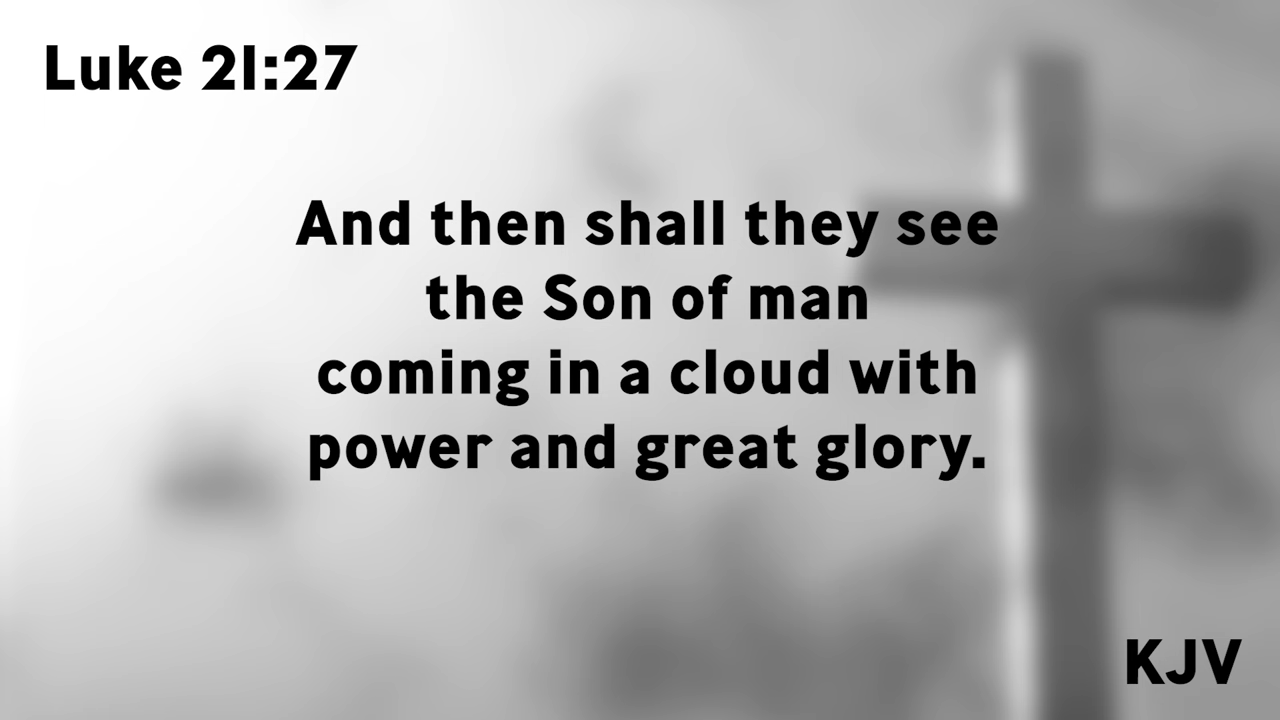 Luke 21:27
And then shall they see
the Son of man
coming in a cloud with
power and great glory.
KJV